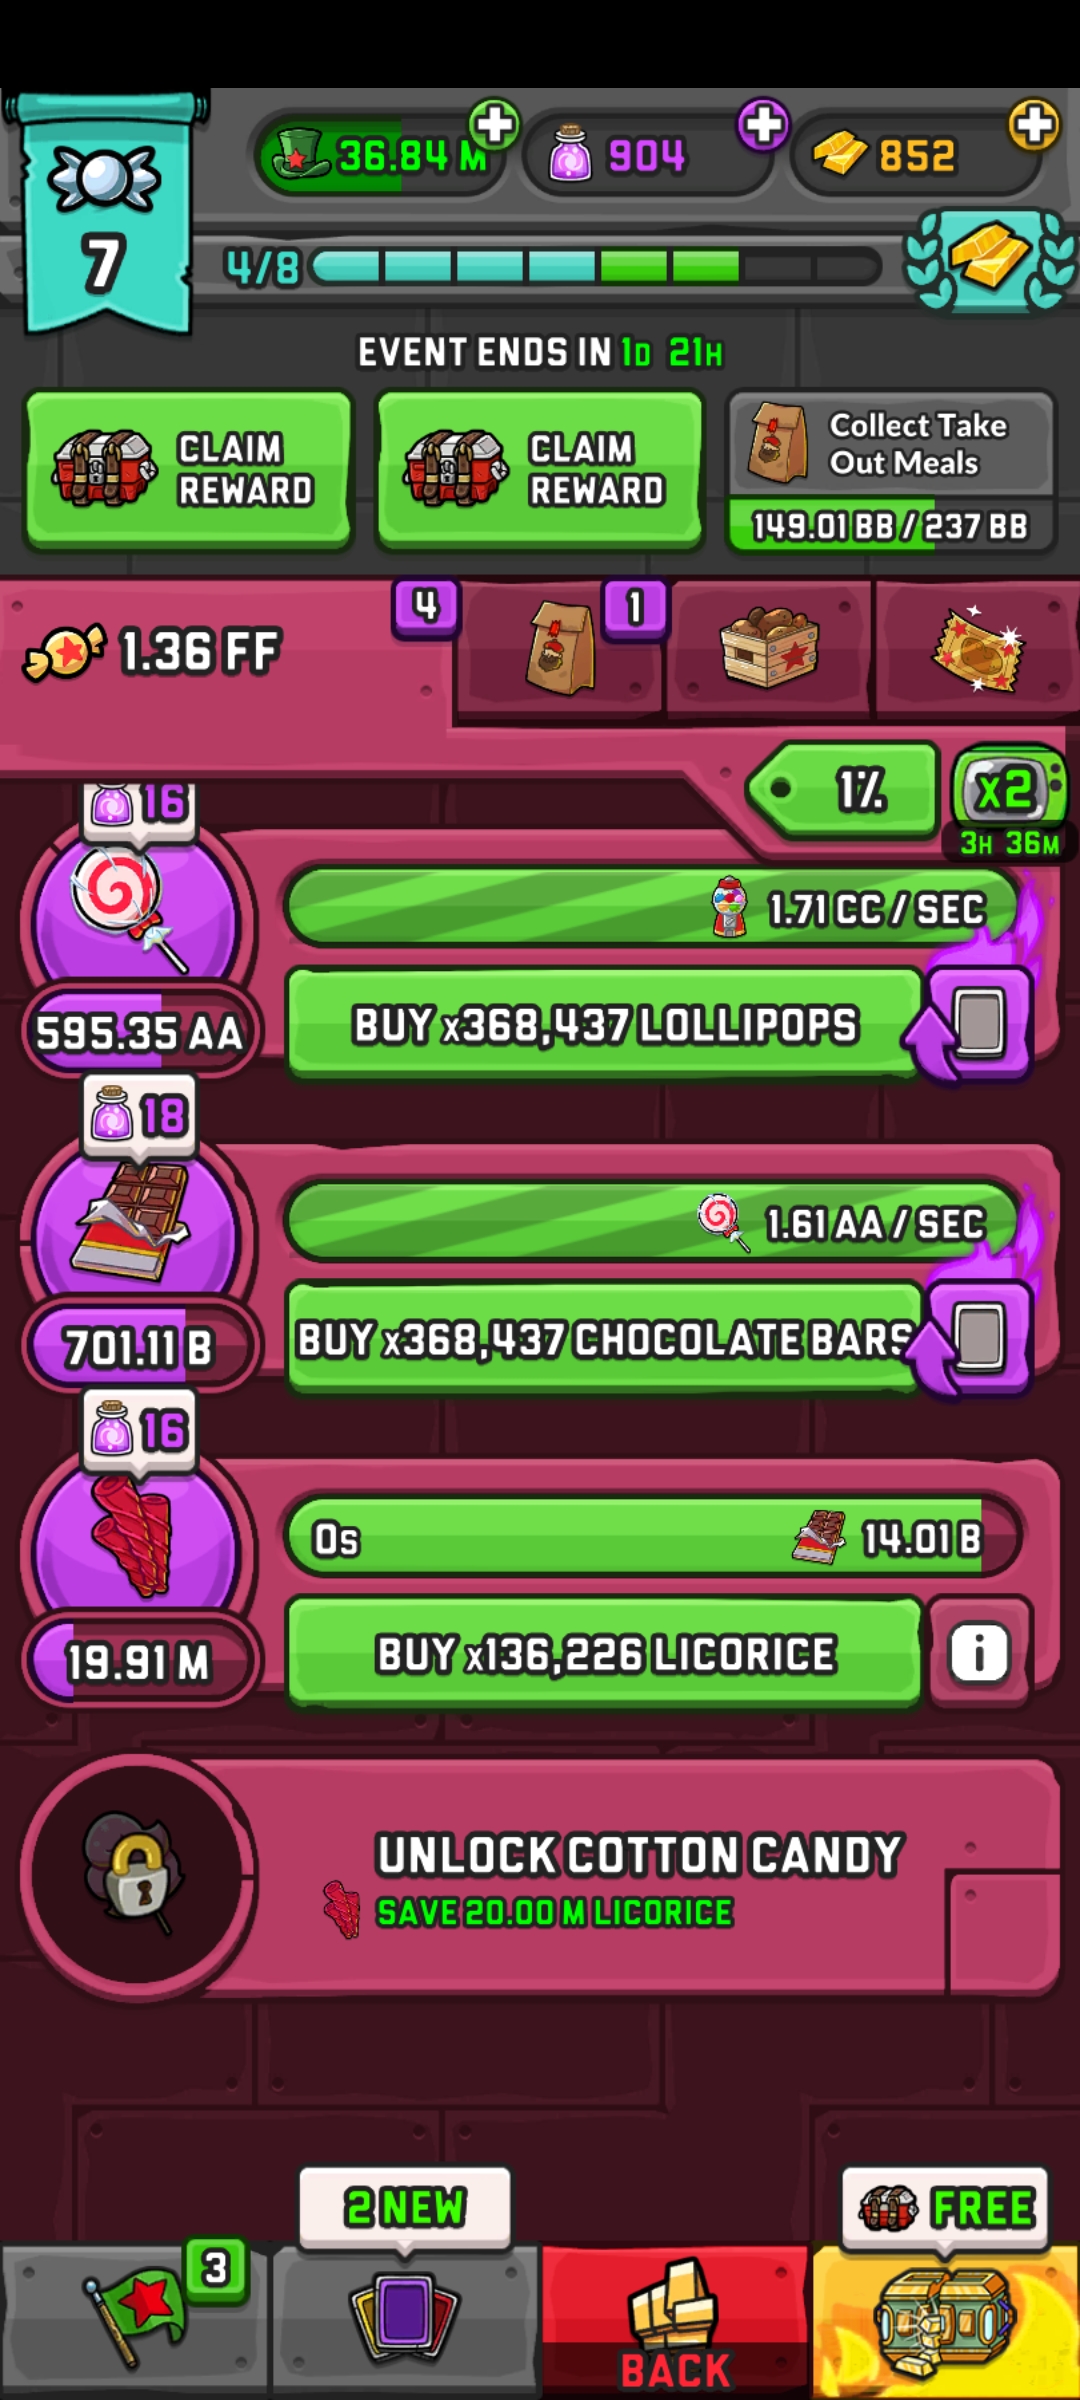 36.84 M
904
852
7
4/8
EVENT ENDS IN 1D 21H
CLAIM
REWARD
CLAIM
REWARD
Collect Take
Out Meals
149.01 BB / 237 BB
1.36 FF
4
1
1%
x2
3H 36M
16
1.71 CC / SEC
595.35 AA
BUY x368,437 LOLLIPOPS
18
1.61 AA / SEC
701.11 B
BUY x368,437 CHOCOLATE BARS
16
0s
14.01 B
19.91 M
BUY x136,226 LICORICE
i
UNLOCK COTTON CANDY
SAVE 20.00 M LICORICE
3
2 NEW
BACK
FREE